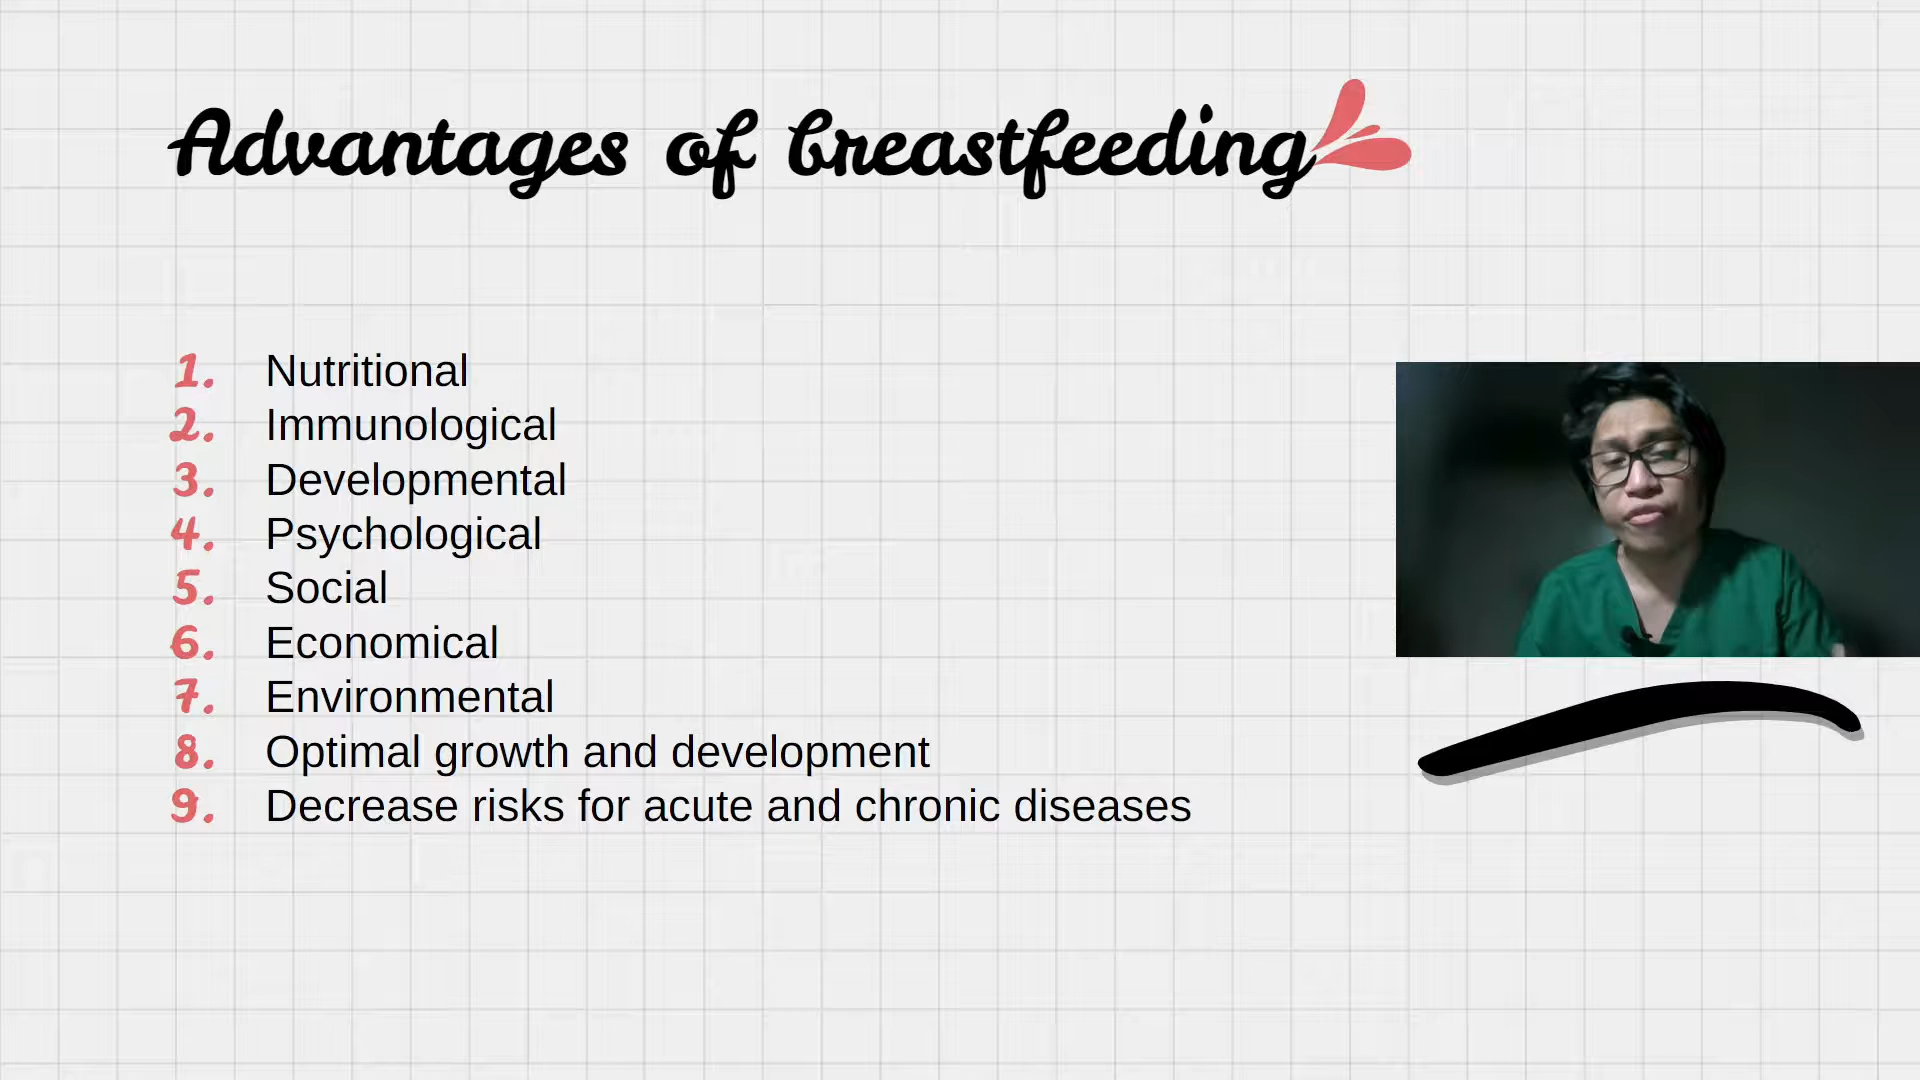 Advantages of breastfeeding
1. Nutritional
2. Immunological
3. Developmental
4. Psychological
5. Social
6. Economical
7. Environmental
8. Optimal growth and development
9. Decrease risks for acute and chronic diseases